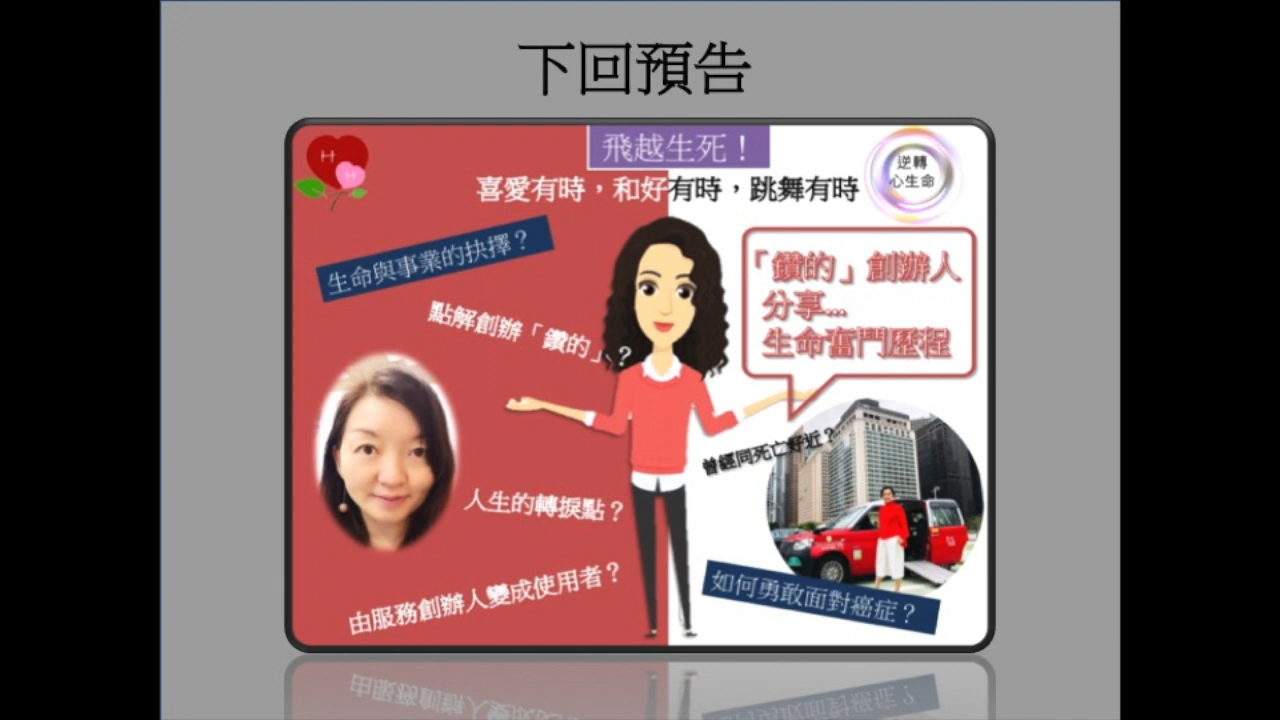 下回預告
飛越生死！
喜愛有時，和好有時，跳舞有時
H
H
逆轉
心生命
生命與事業的抉擇？
點解創辦「鑽的」？
「鑽的」創辦人
分享...
生命奮鬥歷程
曾經同死亡好近？
人生的轉捩點？
由服務創辦人變成使用者？
如何勇敢面對癌症？